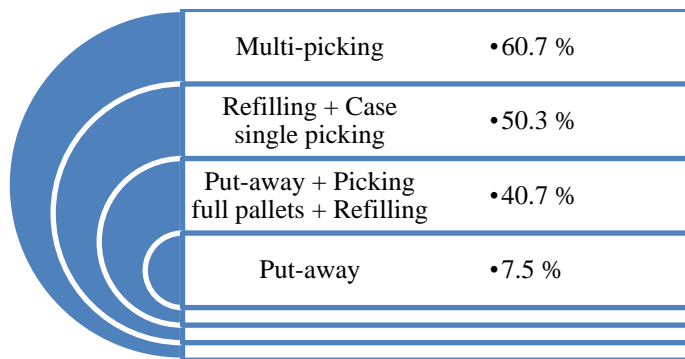 Multi-picking •60.7 %
Refilling + Case
single picking •50.3 %
Put-away + Picking
full pallets + Refilling •40.7 %
Put-away •7.5 %